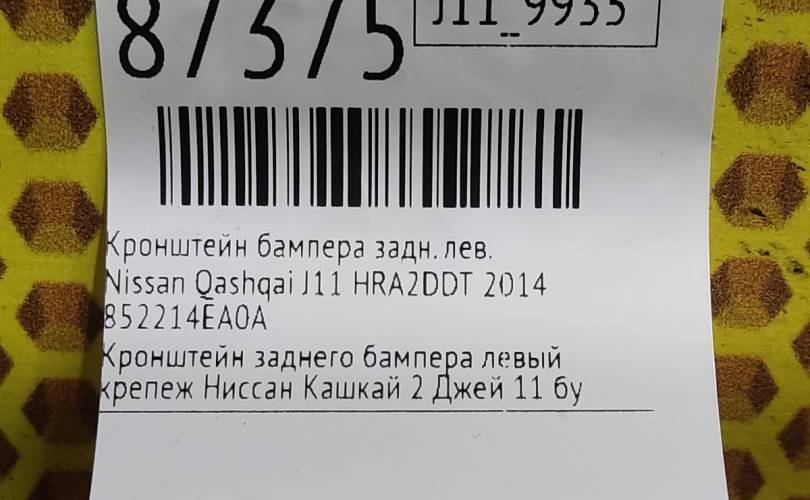 87375
J11_9935
Кронштейн бампера задн. лев.
Nissan Qashqai J11 HRA2DDT 2014
852214EA0A
Кронштейн заднего бампера левый
крепеж Ниссан Кашкай 2 Джей 11 бу